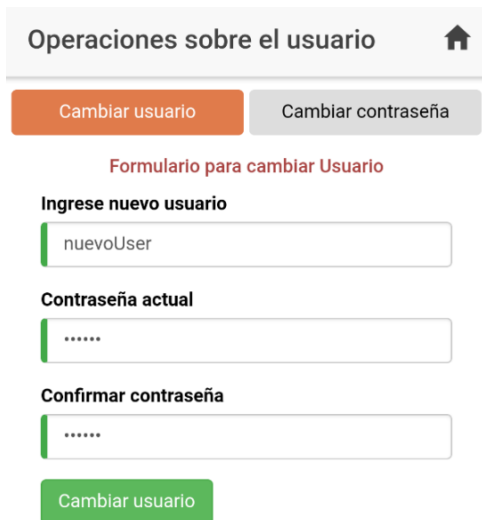 Operaciones sobre el usuario
Cambiar usuario
Cambiar contraseña
Formulario para cambiar Usuario
Ingrese nuevo usuario
nuevoUser
Contraseña actual
••••••
Confirmar contraseña
••••••
Cambiar usuario